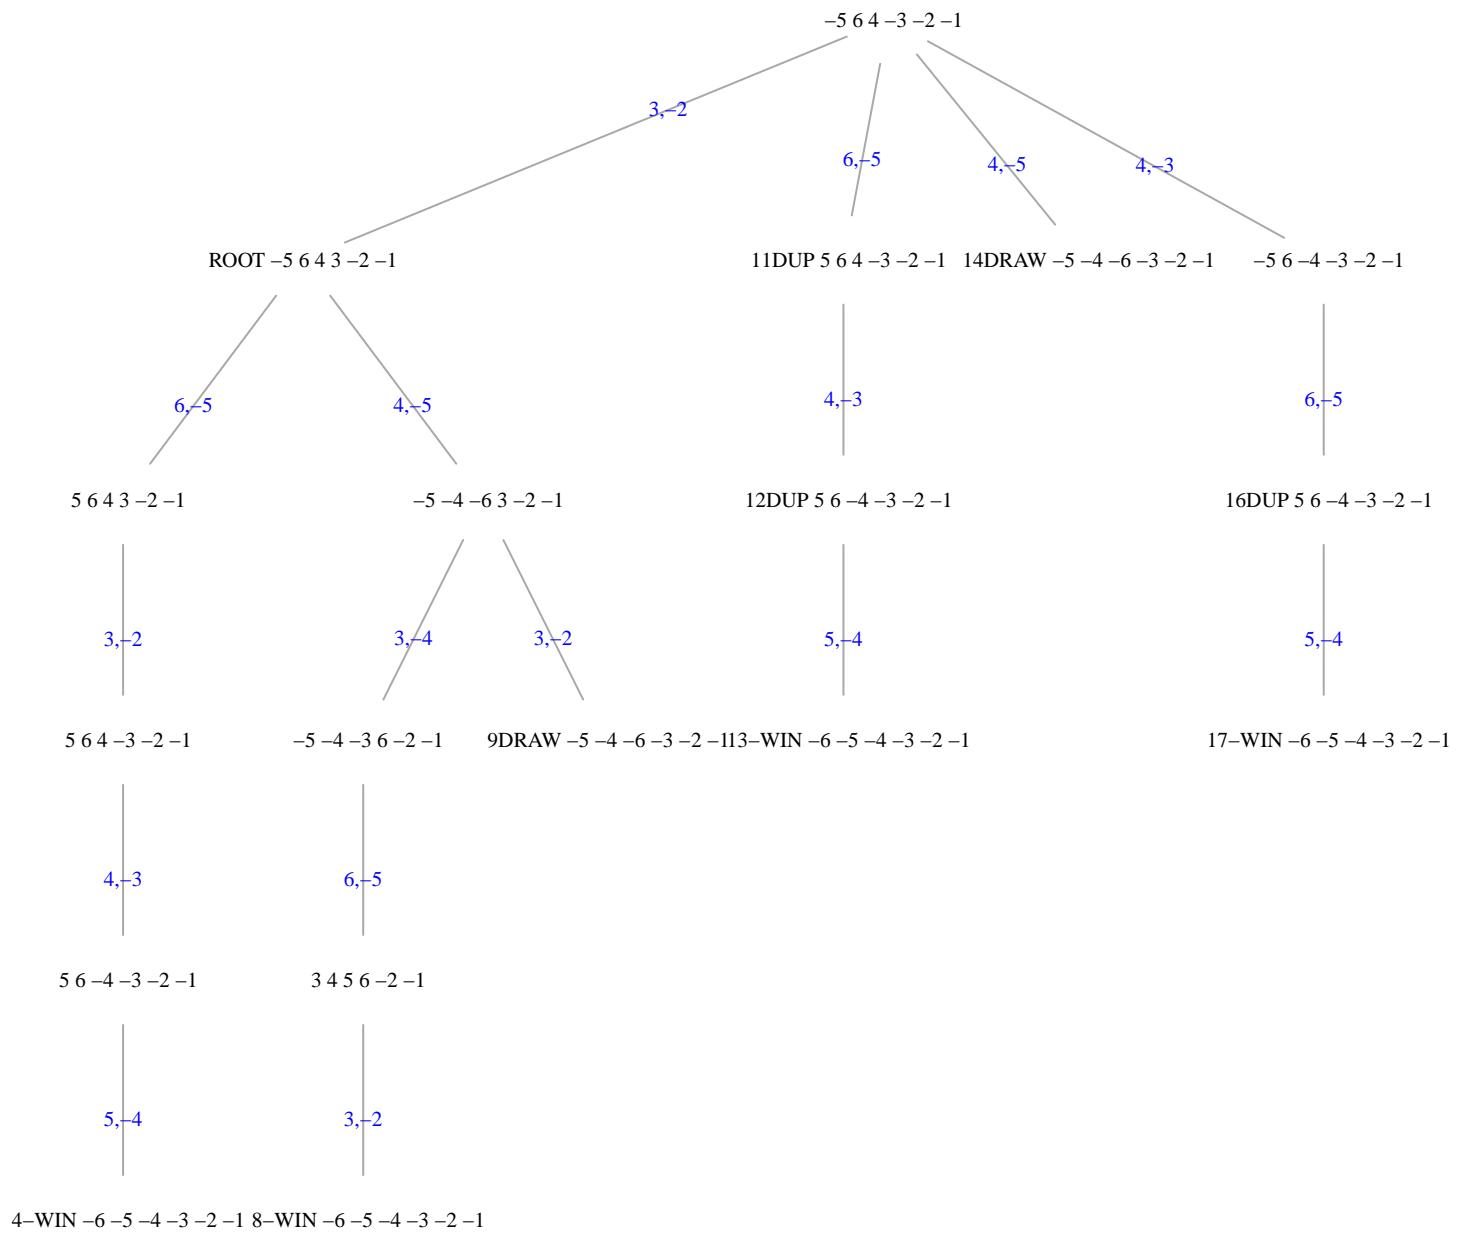 –5 6 4 –3 –2 –1
3,–2
6,–5
4,–5
4,–3
ROOT –5 6 4 3 –2 –1
11DUP 5 6 4 –3 –2 –1
14DRAW –5 –4 –6 –3 –2 –1
–5 6 –4 –3 –2 –1
6,–5
4,–5
4,–3
6,–5
5 6 4 3 –2 –1
–5 –4 –6 3 –2 –1
12DUP 5 6 –4 –3 –2 –1
16DUP 5 6 –4 –3 –2 –1
3,–2
3,–4
3,–2
5,–4
5,–4
5 6 4 –3 –2 –1
–5 –4 –3 6 –2 –1
9DRAW –5 –4 –6 –3 –2 –1
13–WIN –6 –5 –4 –3 –2 –1
17–WIN –6 –5 –4 –3 –2 –1
4,–3
6,–5
5 6 –4 –3 –2 –1
3 4 5 6 –2 –1
5,–4
3,–2
4–WIN –6 –5 –4 –3 –2 –1
8–WIN –6 –5 –4 –3 –2 –1